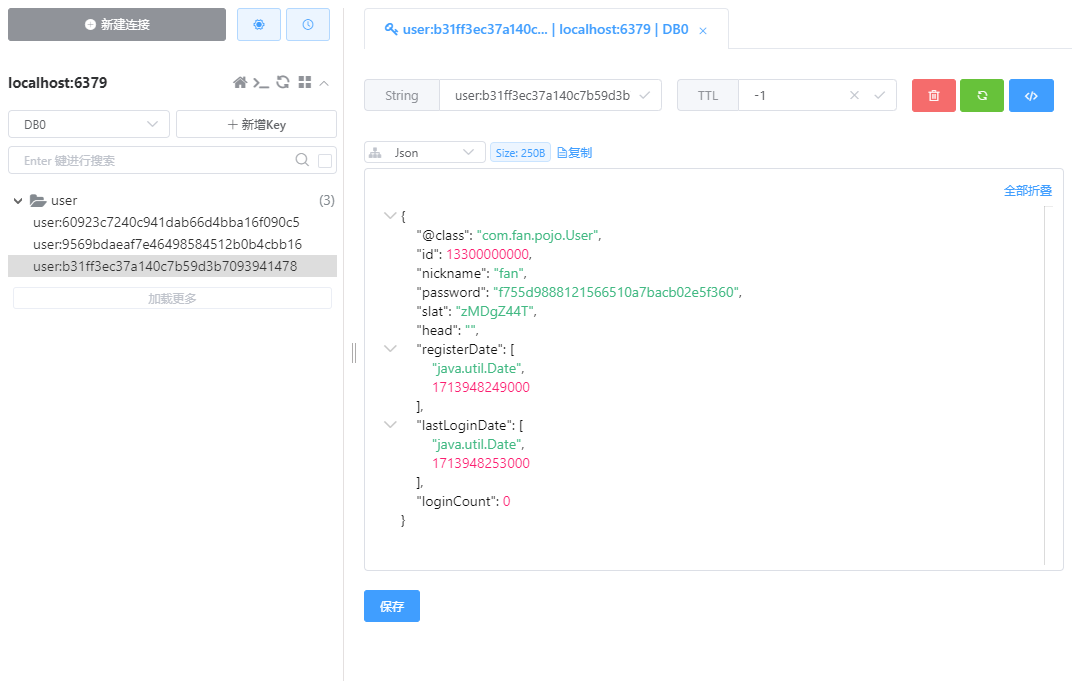 新建连接
localhost:6379
DB0
新增Key
Enter 键进行搜索
user
(3)
user:60923c7240c941dab66d4bba16f090c5
user:9569bdaeaf7e46498584512b0b4cbb16
user:b31ff3ec37a140c7b59d3b7093941478
加载更多
user:b31ff3ec37a140c... | localhost:6379 | DB0
String
user:b31ff3ec37a140c7b59d3b
TTL
-1
Json
Size: 250B
复制
全部折叠
{
"@class": "com.fan.pojo.User",
"id": 13300000000,
"nickname": "fan",
"password": "f755d9888121566510a7bacb02e5f360",
"slat": "zMDgZ44T",
"head": "",
"registerDate": [
"java.util.Date",
1713948249000
],
"lastLoginDate": [
"java.util.Date",
1713948253000
],
"loginCount": 0
}
保存